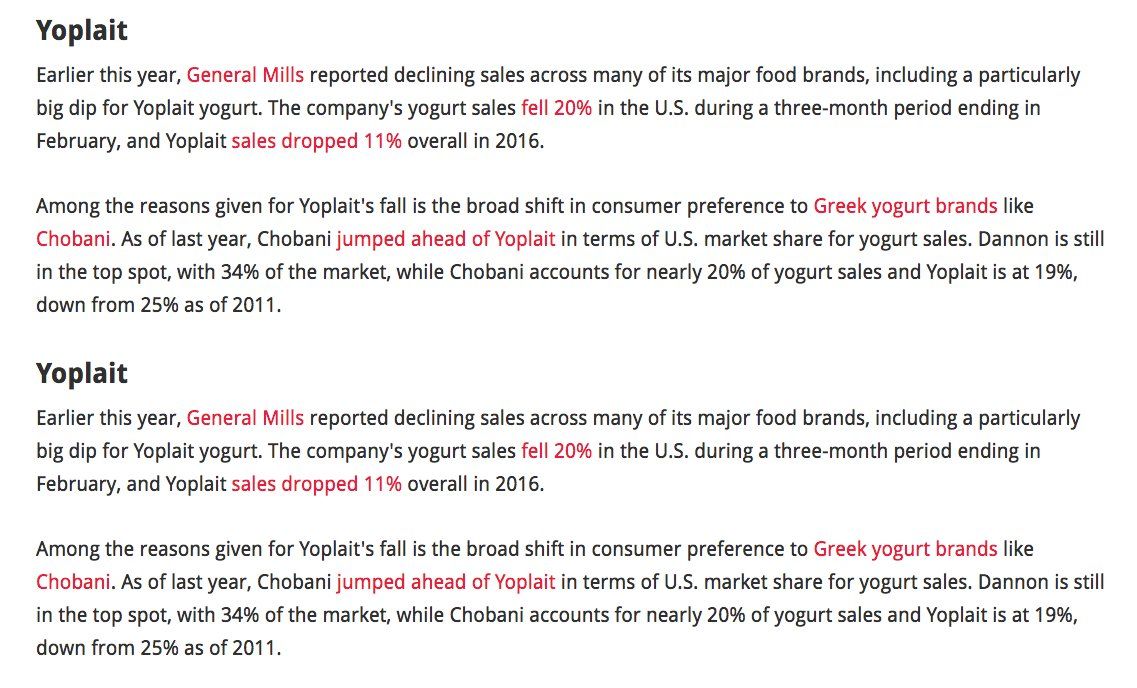 Yoplait
Earlier this year, General Mills reported declining sales across many of its major food brands, including a particularly
big dip for Yoplait yogurt. The company's yogurt sales fell 20% in the U.S. during a three-month period ending in
February, and Yoplait sales dropped 11% overall in 2016.
Among the reasons given for Yoplait's fall is the broad shift in consumer preference to Greek yogurt brands like
Chobani. As of last year, Chobani jumped ahead of Yoplait in terms of U.S. market share for yogurt sales. Dannon is still
in the top spot, with 34% of the market, while Chobani accounts for nearly 20% of yogurt sales and Yoplait is at 19%,
down from 25% as of 2011.
Yoplait
Earlier this year, General Mills reported declining sales across many of its major food brands, including a particularly
big dip for Yoplait yogurt. The company's yogurt sales fell 20% in the U.S. during a three-month period ending in
February, and Yoplait sales dropped 11% overall in 2016.
Among the reasons given for Yoplait's fall is the broad shift in consumer preference to Greek yogurt brands like
Chobani. As of last year, Chobani jumped ahead of Yoplait in terms of U.S. market share for yogurt sales. Dannon is still
in the top spot, with 34% of the market, while Chobani accounts for nearly 20% of yogurt sales and Yoplait is at 19%,
down from 25% as of 2011.